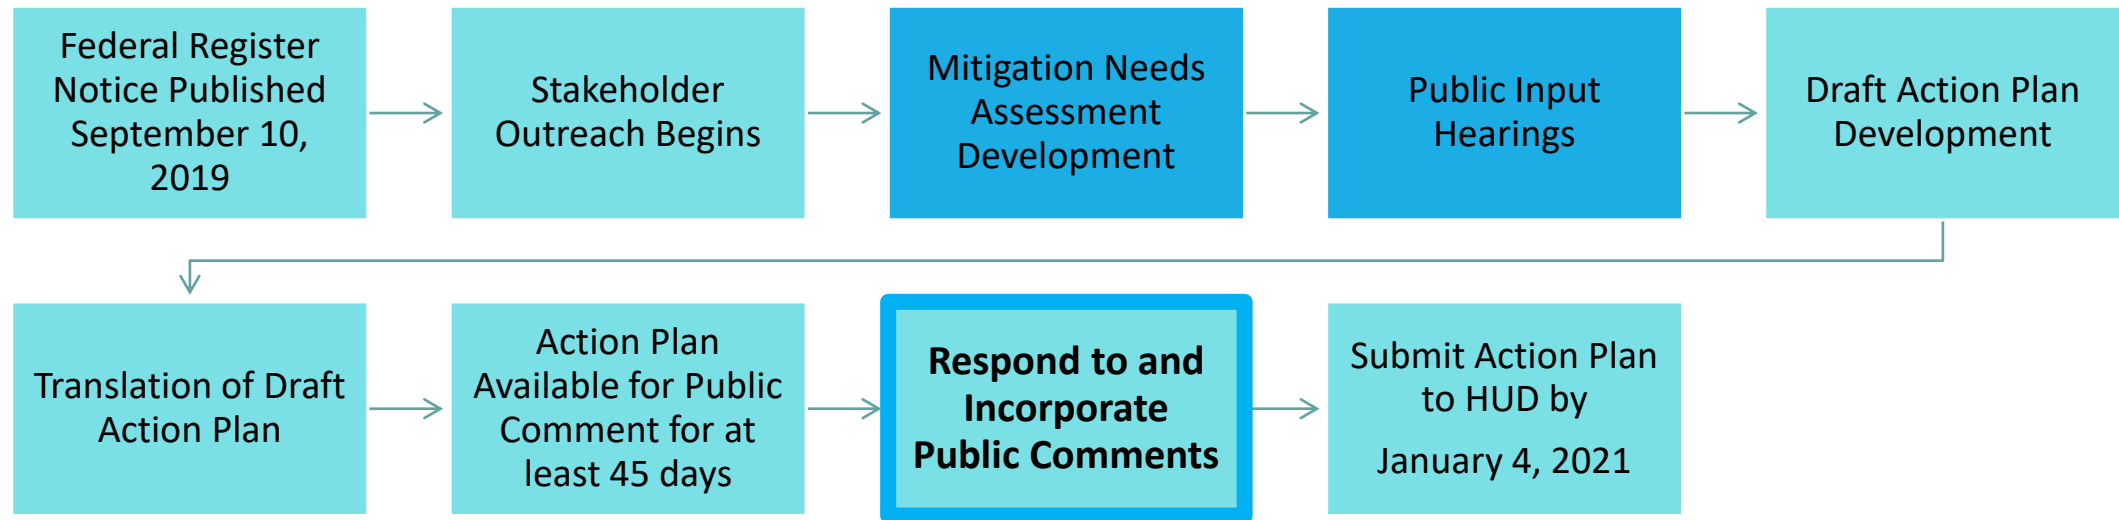 Federal Register
Notice Published
September 10,
2019
Stakeholder
Outreach Begins
Mitigation Needs
Assessment
Development
Public Input
Hearings
Draft Action Plan
Development
Translation of Draft
Action Plan
Action Plan
Available for Public
Comment for at
least 45 days
Respond to and
Incorporate
Public Comments
Submit Action Plan
to HUD by
January 4, 2021